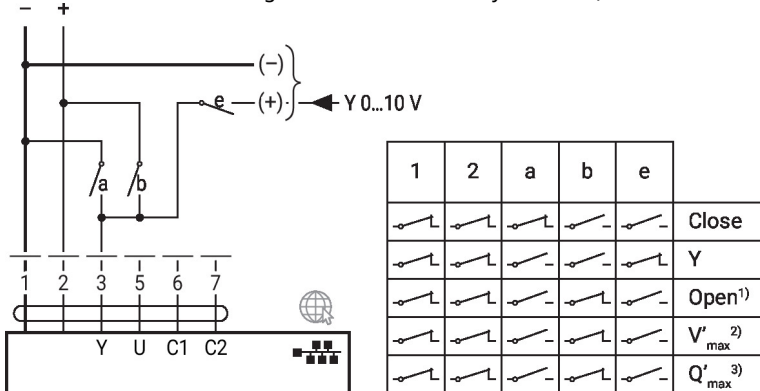 − +
(−)
e (+) Y 0...10 V
a b
1 2 3 5 6 7
Y U C1 C2
1 2 a b e
Close
Y
Open1)
V'max2)
Q'max3)